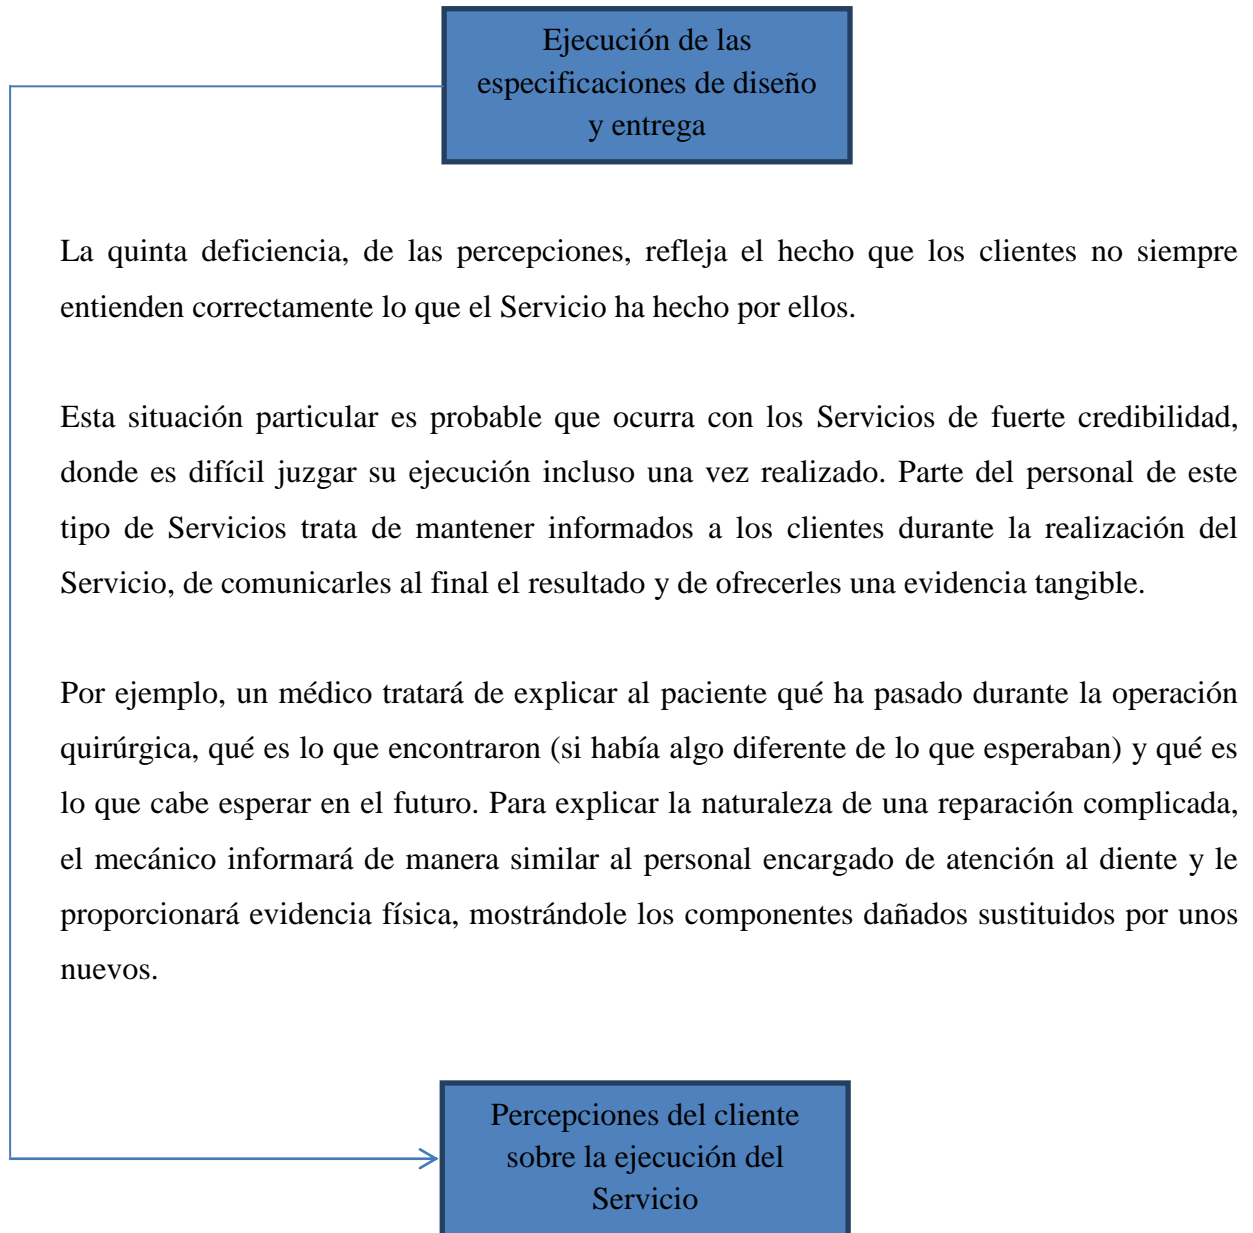 Ejecución de las
especificaciones de diseño
y entrega
La quinta deficiencia, de las percepciones, refleja el hecho que los clientes no siempre
entienden correctamente lo que el Servicio ha hecho por ellos.
Esta situación particular es probable que ocurra con los Servicios de fuerte credibilidad,
donde es difícil juzgar su ejecución incluso una vez realizado. Parte del personal de este
tipo de Servicios trata de mantener informados a los clientes durante la realización del
Servicio, de comunicarles al final el resultado y de ofrecerles una evidencia tangible.
Por ejemplo, un médico tratará de explicar al paciente qué ha pasado durante la operación
quirúrgica, qué es lo que encontraron (si había algo diferente de lo que esperaban) y qué es
lo que cabe esperar en el futuro. Para explicar la naturaleza de una reparación complicada,
el mecánico informará de manera similar al personal encargado de atención al diente y le
proporcionará evidencia física, mostrándole los componentes dañados sustituidos por unos
nuevos.
Percepciones del cliente
sobre la ejecución del
Servicio